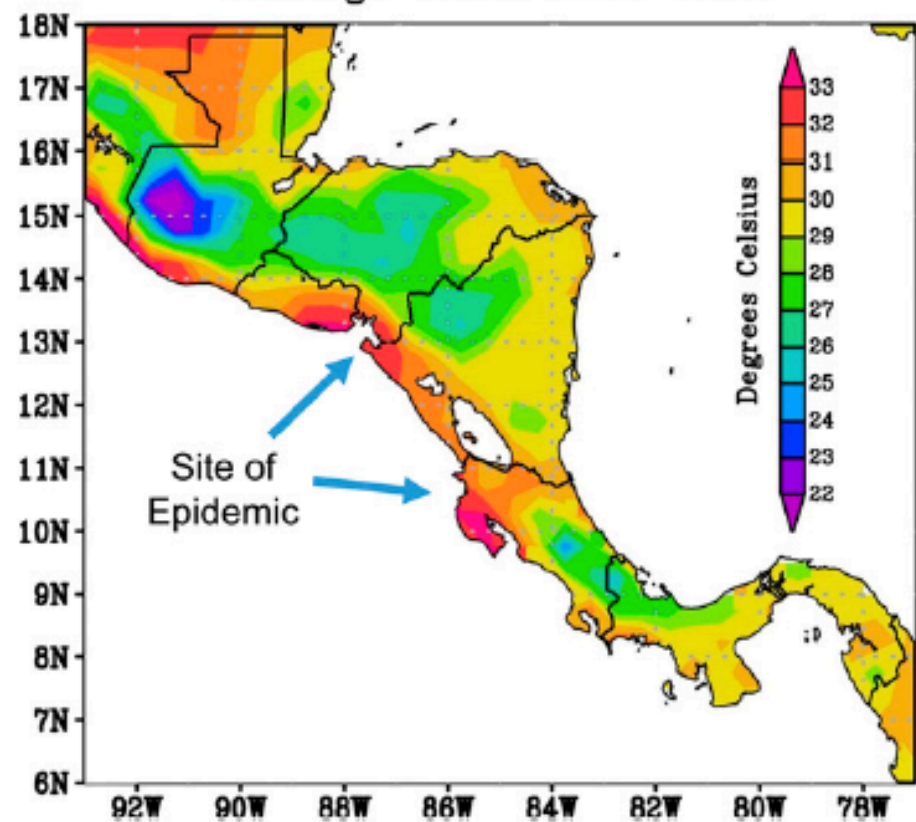 18N
17N
16N
15N
14N
13N
12N
11N
10N
9N
8N
7N
6N
92W
90W
88W
86W
84W
82W
80W
78W
Site of
Epidemic
Degrees Celsius
33
32
31
30
29
28
27
26
25
24
23
22